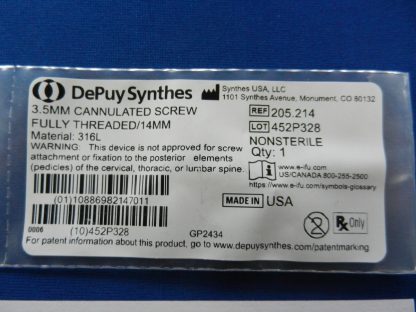 DePuy Synthes
Synthes USA, LLC
1101 Synthes Avenue, Monument, CO 80132
3.5MM CANNULATED SCREW
FULLY THREADED/14MM
Material: 316L
REF 205.214
LOT 452P328
NONSTERILE
Qty: 1
WARNING: This device is not approved for screw
attachment or fixation to the posterior elements
(pedicles) of the cervical, thoracic, or lumbar spine.
www.e-ifu.com
US/CANADA 800-255-2500
https://www.e-ifu.com/symbols-glossary
(01)10886982147011
MADE IN USA
0006
(10)452P328
GP2434
2
Rx Only
For patent information about this product, go to www.depuysynthes.com/patentmarking